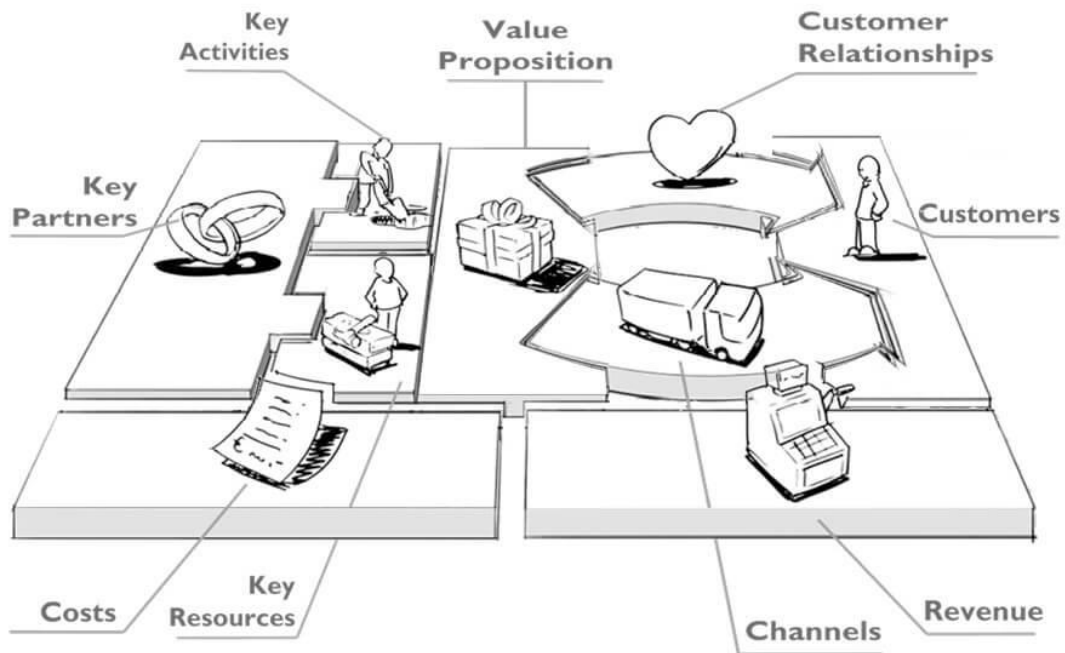 Key
Activities
Value
Proposition
Customer
Relationships
Key
Partners
Customers
Costs
Key
Resources
Channels
Revenue